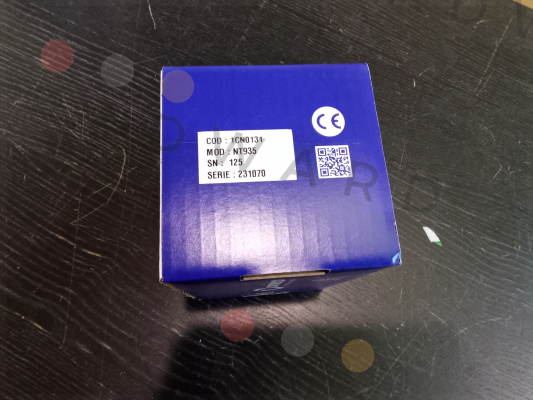 COD : 1CN0131
MOD : NT935
SN : 125
SERIE : 231070
CE